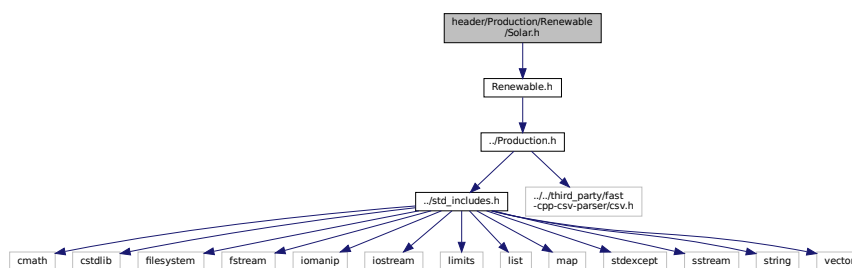 header/Production/Renewable
/Solar.h
Renewable.h
../Production.h
../std_includes.h
../../third_party/fast
-cpp-csv-parser/csv.h
cmath
cstdlib
filesystem
fstream
iomanip
iostream
limits
list
map
stdexcept
sstream
string
vector